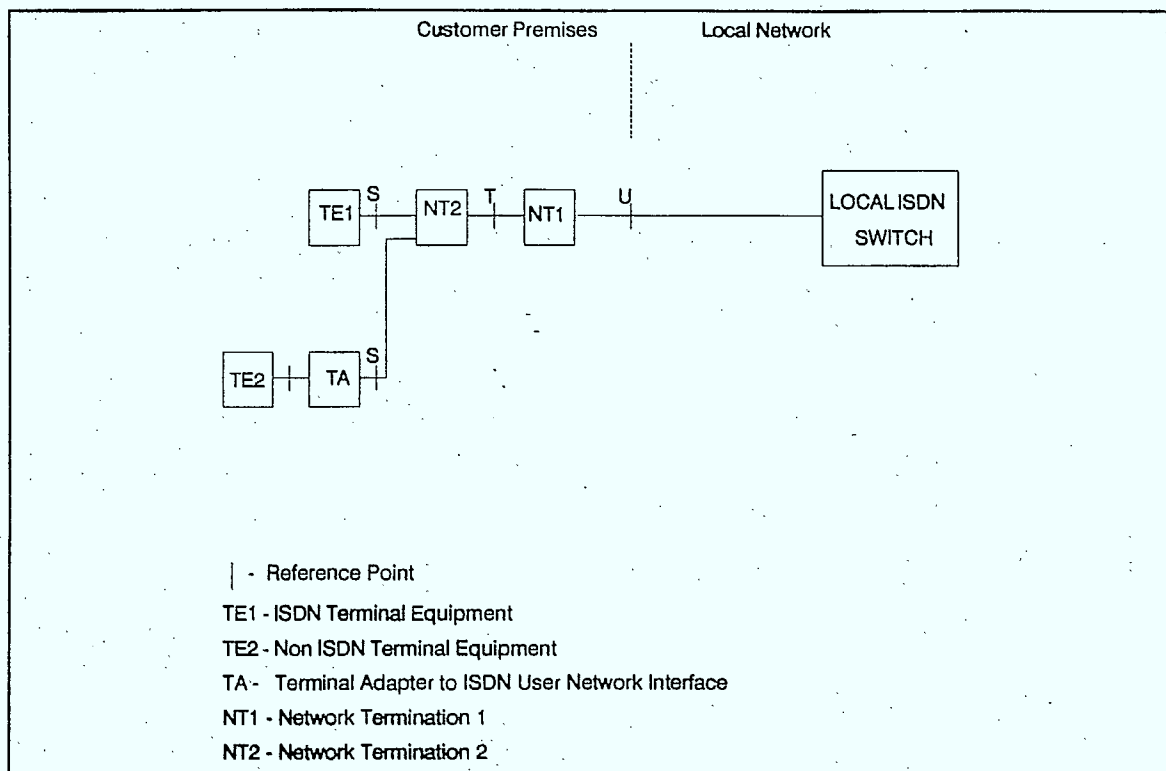 Customer Premises Local Network
S T U
TE1 NT2 NT1 LOCAL ISDN
SWITCH
S
TE2 TA
| - Reference Point
TE1 - ISDN Terminal Equipment
TE2 - Non ISDN Terminal Equipment
TA - Terminal Adapter to ISDN User Network Interface
NT1 - Network Termination 1
NT2 - Network Termination 2